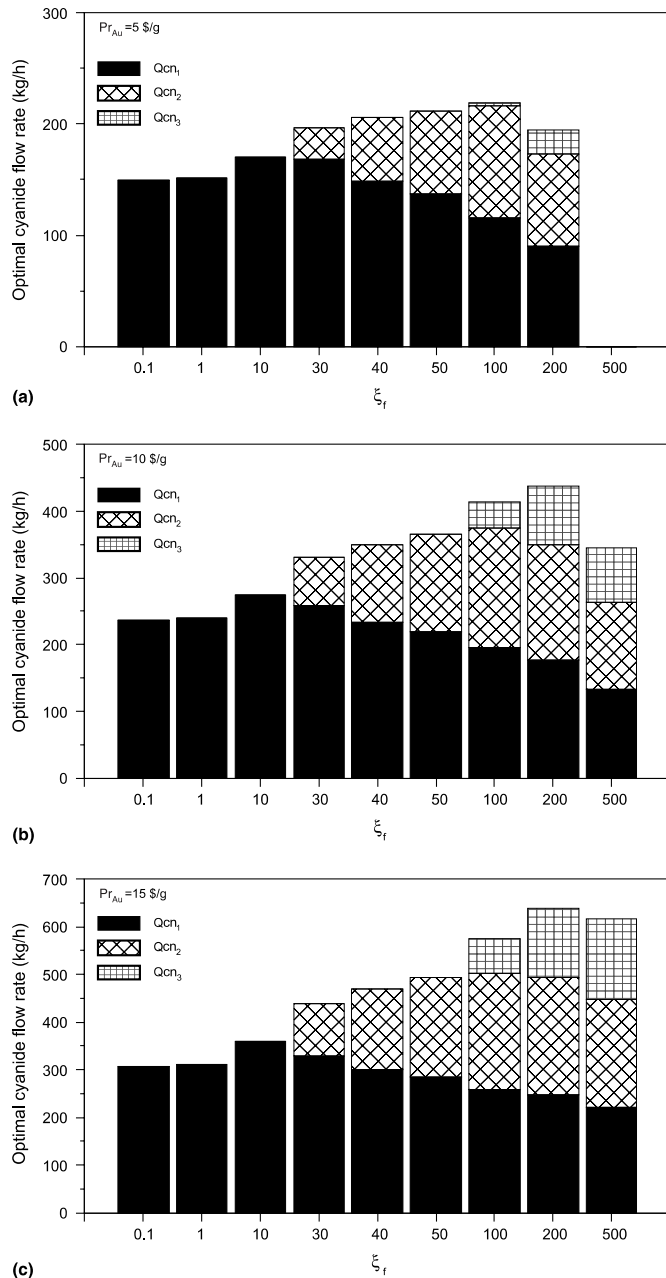 Pr_Au =5 $/g
Qcn₁
Qcn₂
Qcn₃
Optimal cyanide flow rate (kg/h)
300
200
100
0
0.1 1 10 30 40 50 100 200 500
ξ_f
(a)
Pr_Au =10 $/g
Qcn₁
Qcn₂
Qcn₃
Optimal cyanide flow rate (kg/h)
500
400
300
200
100
0
0.1 1 10 30 40 50 100 200 500
ξ_f
(b)
Pr_Au =15 $/g
Qcn₁
Qcn₂
Qcn₃
Optimal cyanide flow rate (kg/h)
700
600
500
400
300
200
100
0
0.1 1 10 30 40 50 100 200 500
ξ_f
(c)